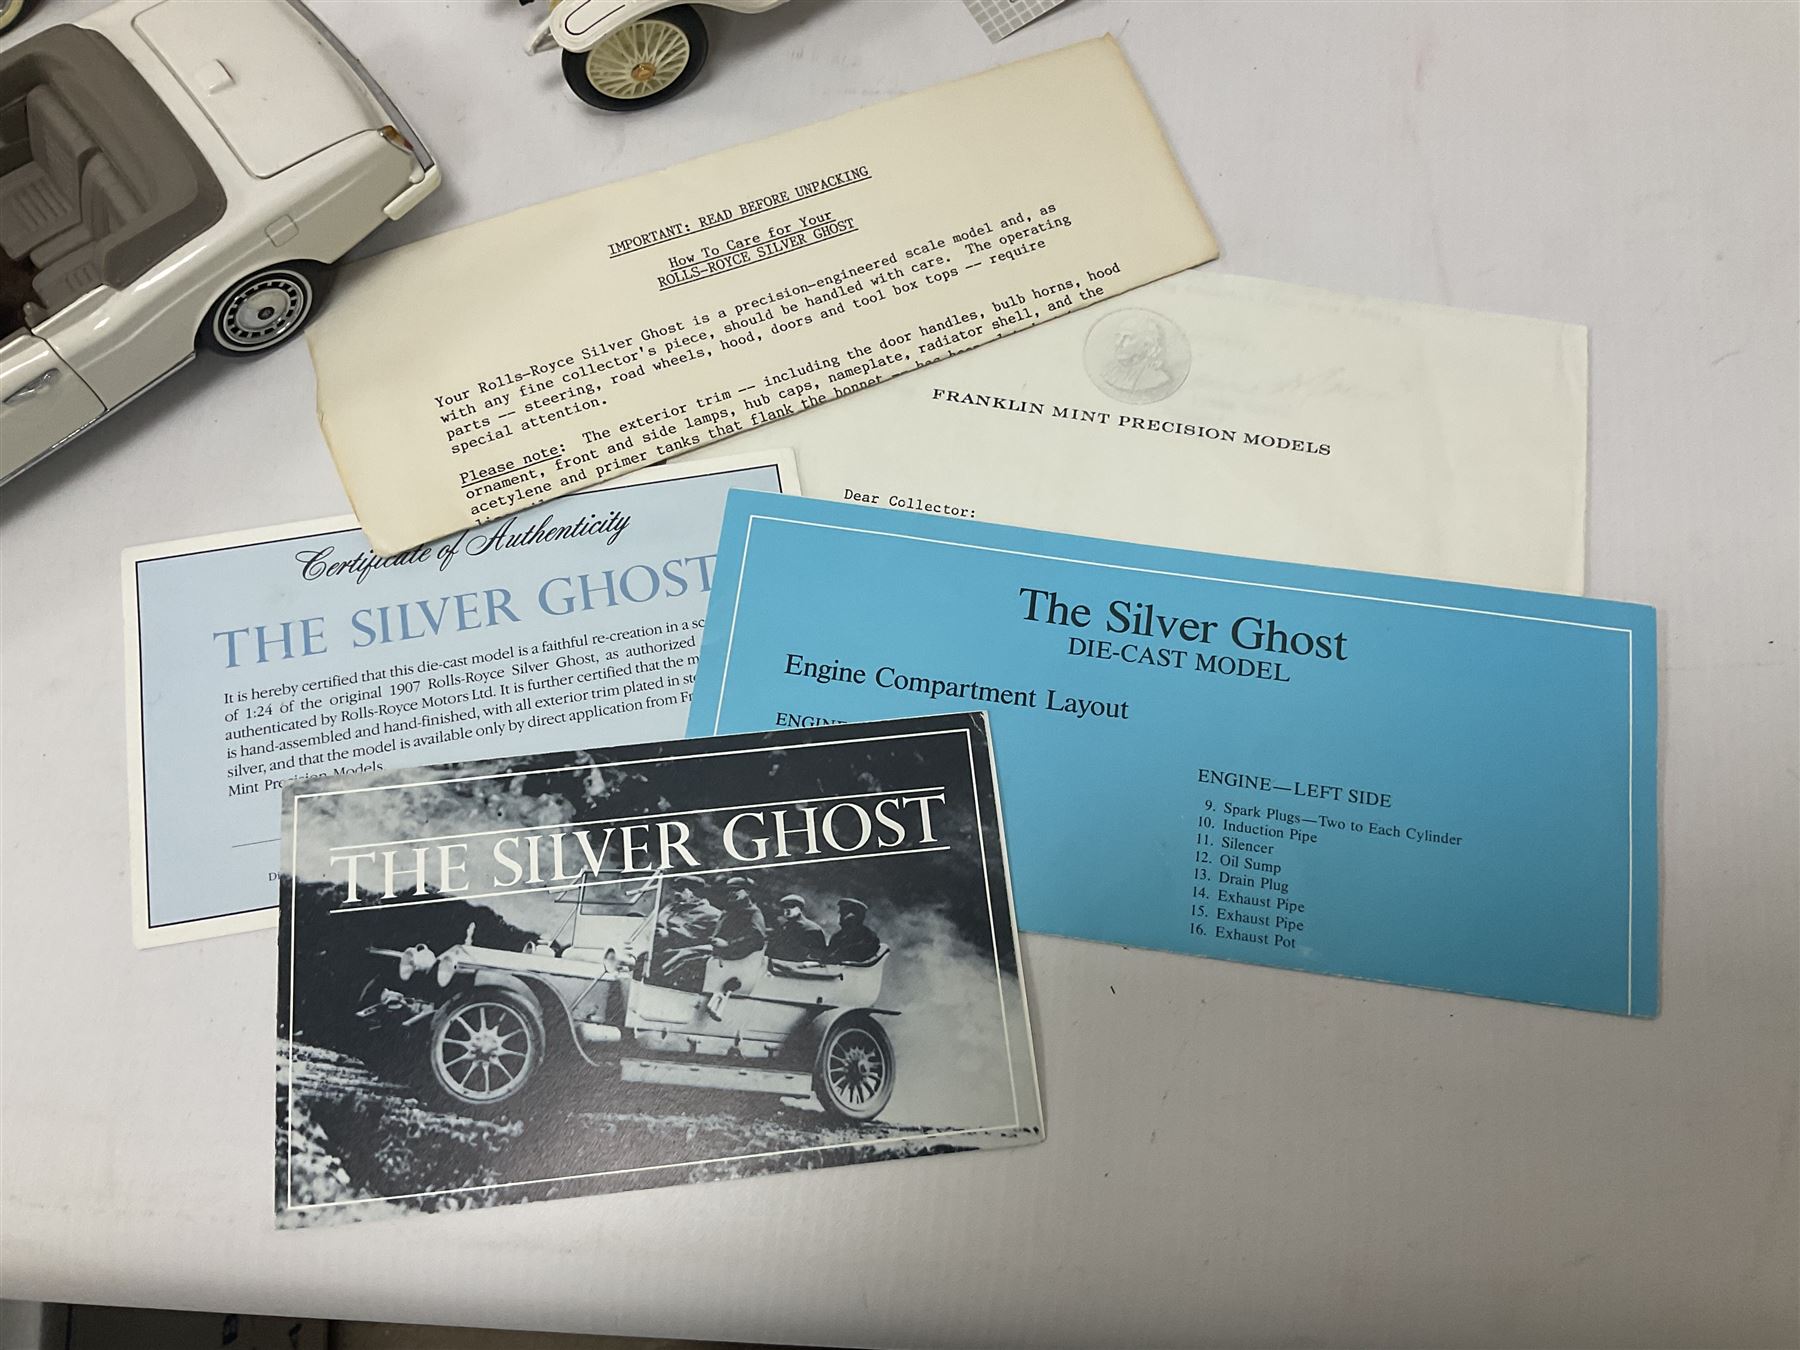 IMPORTANT: READ BEFORE UNPACKING
How To Care for Your
ROLLS-ROYCE SILVER GHOST
Your Rolls-Royce Silver Ghost is a precision-engineered scale model and, as
with any fine collector's piece, should be handled with care. The operating
parts -- steering, road wheels, hood, doors and tool box tops -- require
special attention.
Please note: The exterior trim -- including the door handles, bulb horns, hood
ornament, front and side lamps, hub caps, nameplate, radiator shell, and the
acetylene and primer tanks that flank the bonnet -- has been
FRANKLIN MINT PRECISION MODELS
Dear Collector:
Certificate of Authenticity
THE SILVER GHOST
It is hereby certified that this die-cast model is a faithful re-creation in a
of 1:24 of the original 1907 Rolls-Royce Silver Ghost, as authorized
authenticated by Rolls-Royce Motors Ltd. It is further certified that the
is hand-assembled and hand-finished, with all exterior trim plated in
silver, and that the model is available only by direct application from
Mint Precision Models.
The Silver Ghost
DIE-CAST MODEL
Engine Compartment Layout
ENGINE
ENGINE—LEFT SIDE
9. Spark Plugs—Two to Each Cylinder
10. Induction Pipe
11. Silencer
12. Oil Sump
13. Drain Plug
14. Exhaust Pipe
15. Exhaust Pipe
16. Exhaust Pot
THE SILVER GHOST